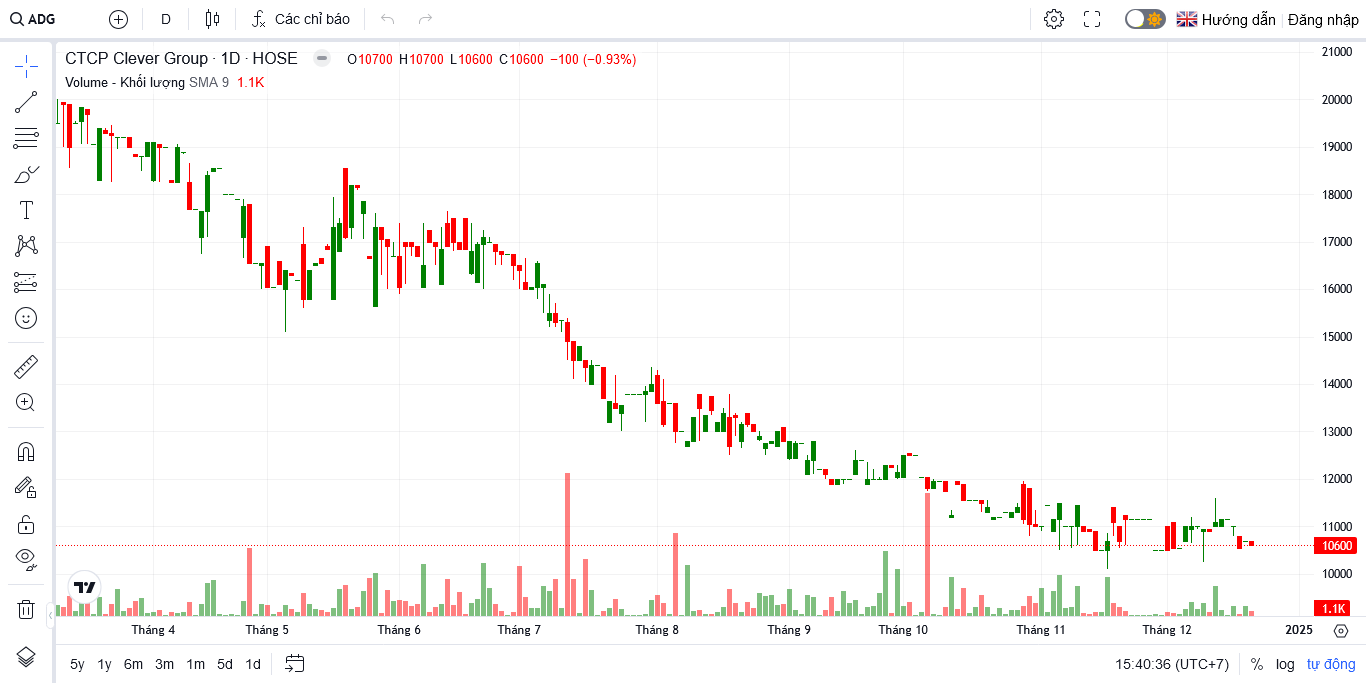 ADG D Các chỉ báo Hướng dẫn Đăng nhập
CTCP Clever Group · 1D · HOSE O10700 H10700 L10600 C10600 −100 (−0.93%)
Volume - Khối lượng SMA 9 1.1K
21000
20000
19000
18000
17000
16000
15000
14000
13000
12000
11000
10600
10000
1.1K
Tháng 4 Tháng 5 Tháng 6 Tháng 7 Tháng 8 Tháng 9 Tháng 10 Tháng 11 Tháng 12 2025
5y 1y 6m 3m 1m 5d 1d 15:40:36 (UTC+7) % log tự động